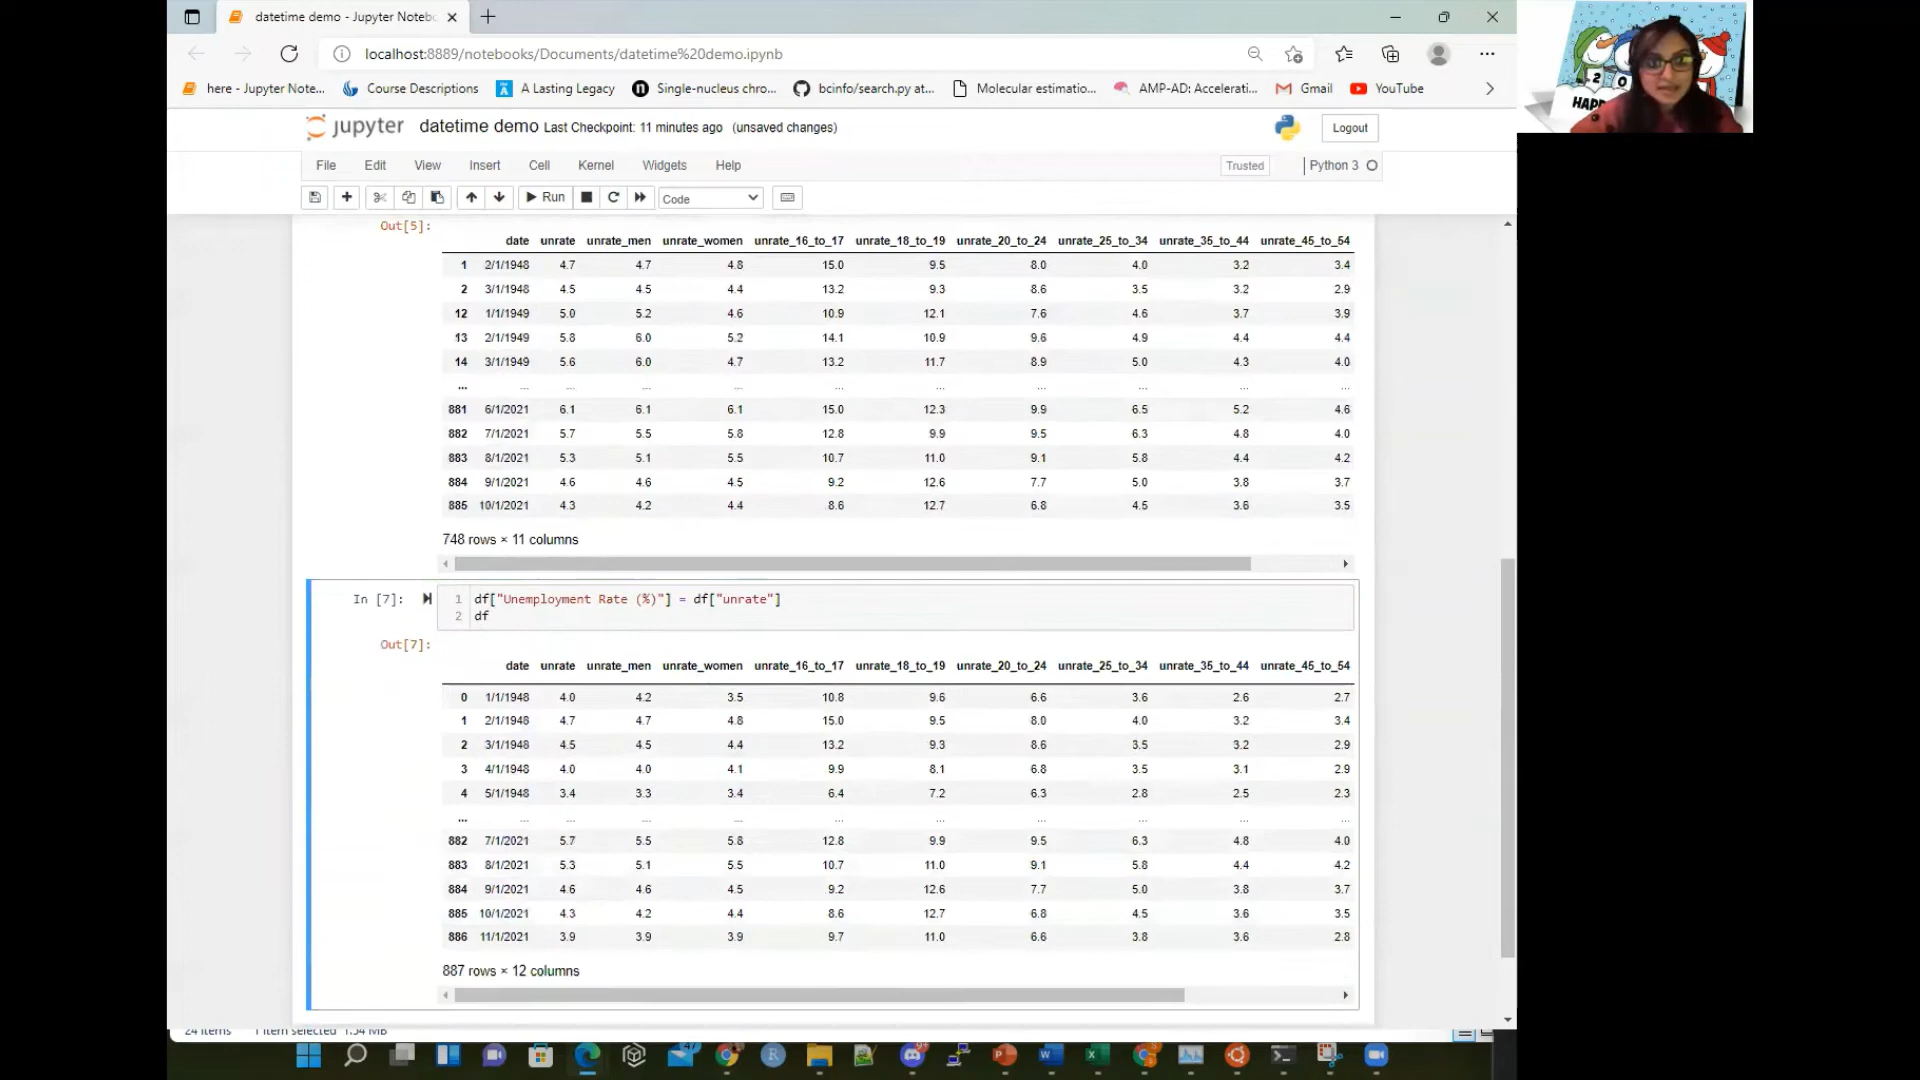 datetime demo - Jupyter Notebo
localhost:8889/notebooks/Documents/datetime%20demo.ipynb
here - Jupyter Note... Course Descriptions A Lasting Legacy Single-nucleus chro... bcinfo/search.py at... Molecular estimatio... AMP-AD: Accelerati... Gmail YouTube
jupyter datetime demo Last Checkpoint: 11 minutes ago (unsaved changes) Logout
File Edit View Insert Cell Kernel Widgets Help Trusted Python 3
Run Code
Out[5]:
date unrate unrate_men unrate_women unrate_16_to_17 unrate_18_to_19 unrate_20_to_24 unrate_25_to_34 unrate_35_to_44 unrate_45_to_54
1 2/1/1948 4.7 4.7 4.8 15.0 9.5 8.0 4.0 3.2 3.4
2 3/1/1948 4.5 4.5 4.4 13.2 9.3 8.6 3.5 3.2 2.9
12 1/1/1949 5.0 5.2 4.6 10.9 12.1 7.6 4.6 3.7 3.9
13 2/1/1949 5.8 6.0 5.2 14.1 10.9 9.6 4.9 4.4 4.4
14 3/1/1949 5.6 6.0 4.7 13.2 11.7 8.9 5.0 4.3 4.0
... ... ... ... ... ... ... ... ... ... ...
881 6/1/2021 6.1 6.1 6.1 15.0 12.3 9.9 6.5 5.2 4.6
882 7/1/2021 5.7 5.5 5.8 12.8 9.9 9.5 6.3 4.8 4.0
883 8/1/2021 5.3 5.1 5.5 10.7 11.0 9.1 5.8 4.4 4.2
884 9/1/2021 4.6 4.6 4.5 9.2 12.6 7.7 5.0 3.8 3.7
885 10/1/2021 4.3 4.2 4.4 8.6 12.7 6.8 4.5 3.6 3.5
748 rows × 11 columns
In [7]: 1 df["Unemployment Rate (%)"] = df["unrate"]
2 df
Out[7]:
date unrate unrate_men unrate_women unrate_16_to_17 unrate_18_to_19 unrate_20_to_24 unrate_25_to_34 unrate_35_to_44 unrate_45_to_54
0 1/1/1948 4.0 4.2 3.5 10.8 9.6 6.6 3.6 2.6 2.7
1 2/1/1948 4.7 4.7 4.8 15.0 9.5 8.0 4.0 3.2 3.4
2 3/1/1948 4.5 4.5 4.4 13.2 9.3 8.6 3.5 3.2 2.9
3 4/1/1948 4.0 4.0 4.1 9.9 8.1 6.8 3.5 3.1 2.9
4 5/1/1948 3.4 3.3 3.4 6.4 7.2 6.3 2.8 2.5 2.3
... ... ... ... ... ... ... ... ... ... ...
882 7/1/2021 5.7 5.5 5.8 12.8 9.9 9.5 6.3 4.8 4.0
883 8/1/2021 5.3 5.1 5.5 10.7 11.0 9.1 5.8 4.4 4.2
884 9/1/2021 4.6 4.6 4.5 9.2 12.6 7.7 5.0 3.8 3.7
885 10/1/2021 4.3 4.2 4.4 8.6 12.7 6.8 4.5 3.6 3.5
886 11/1/2021 3.9 3.9 3.9 9.7 11.0 6.6 3.8 3.6 2.8
887 rows × 12 columns
24 items 1 item selected 1.54 MB